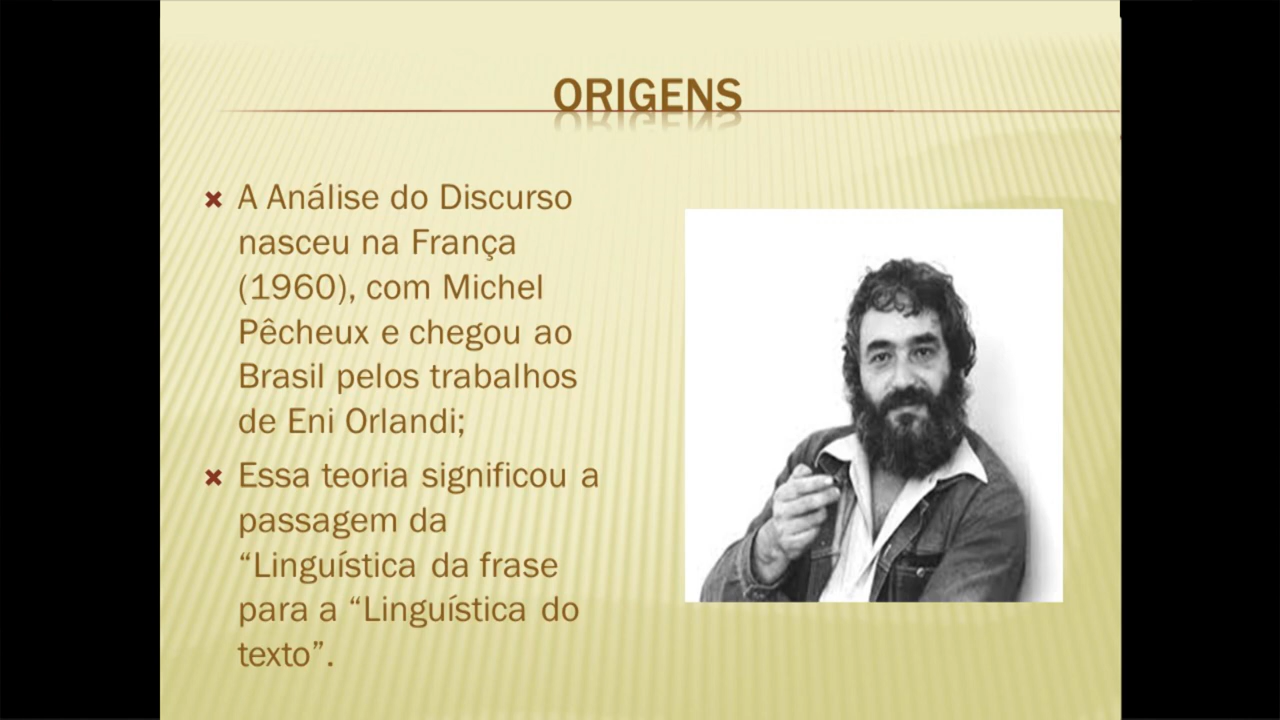 ORIGENS
A Análise do Discurso
nasceu na França
(1960), com Michel
Pêcheux e chegou ao
Brasil pelos trabalhos
de Eni Orlandi;
Essa teoria significou a
passagem da
“Linguística da frase
para a “Linguística do
texto”.